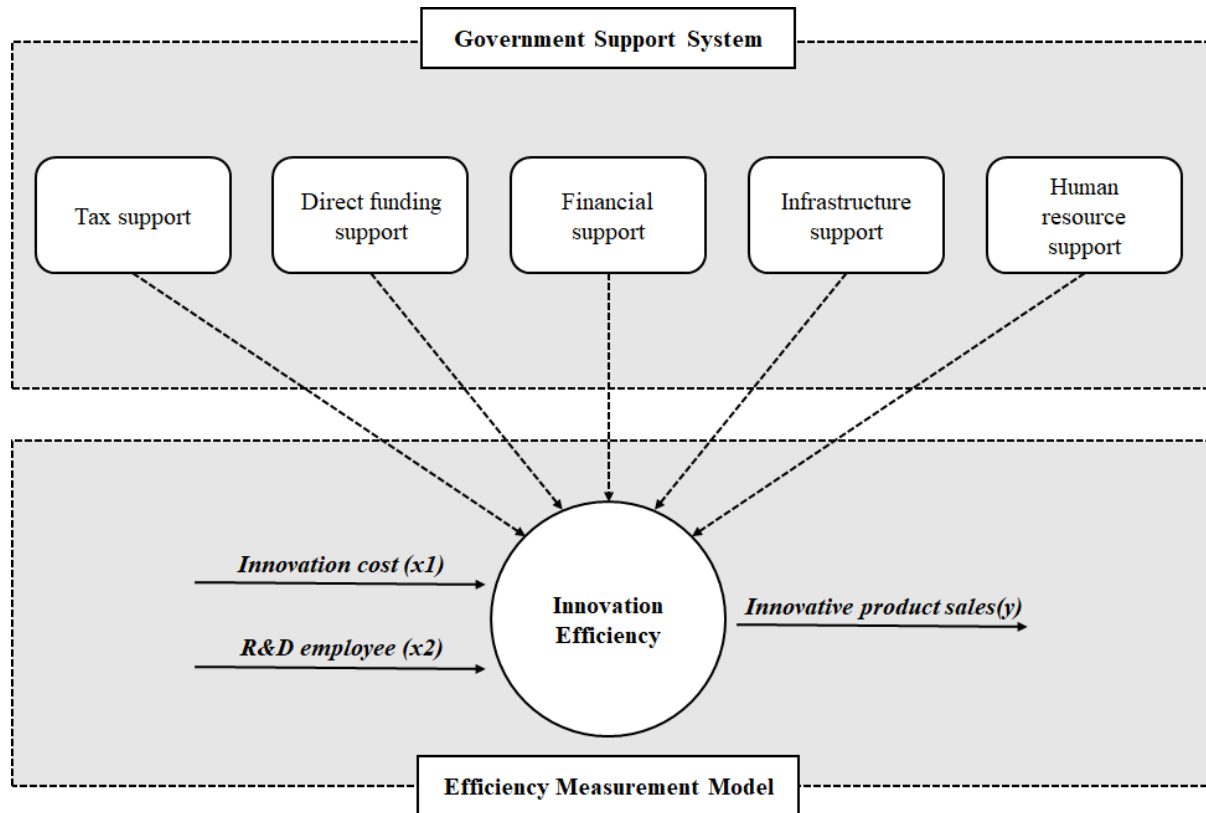 Government Support System
Tax support
Direct funding
support
Financial
support
Infrastructure
support
Human
resource
support
Innovation cost (x1)
R&D employee (x2)
Innovation
Efficiency
Innovative product sales(y)
Efficiency Measurement Model